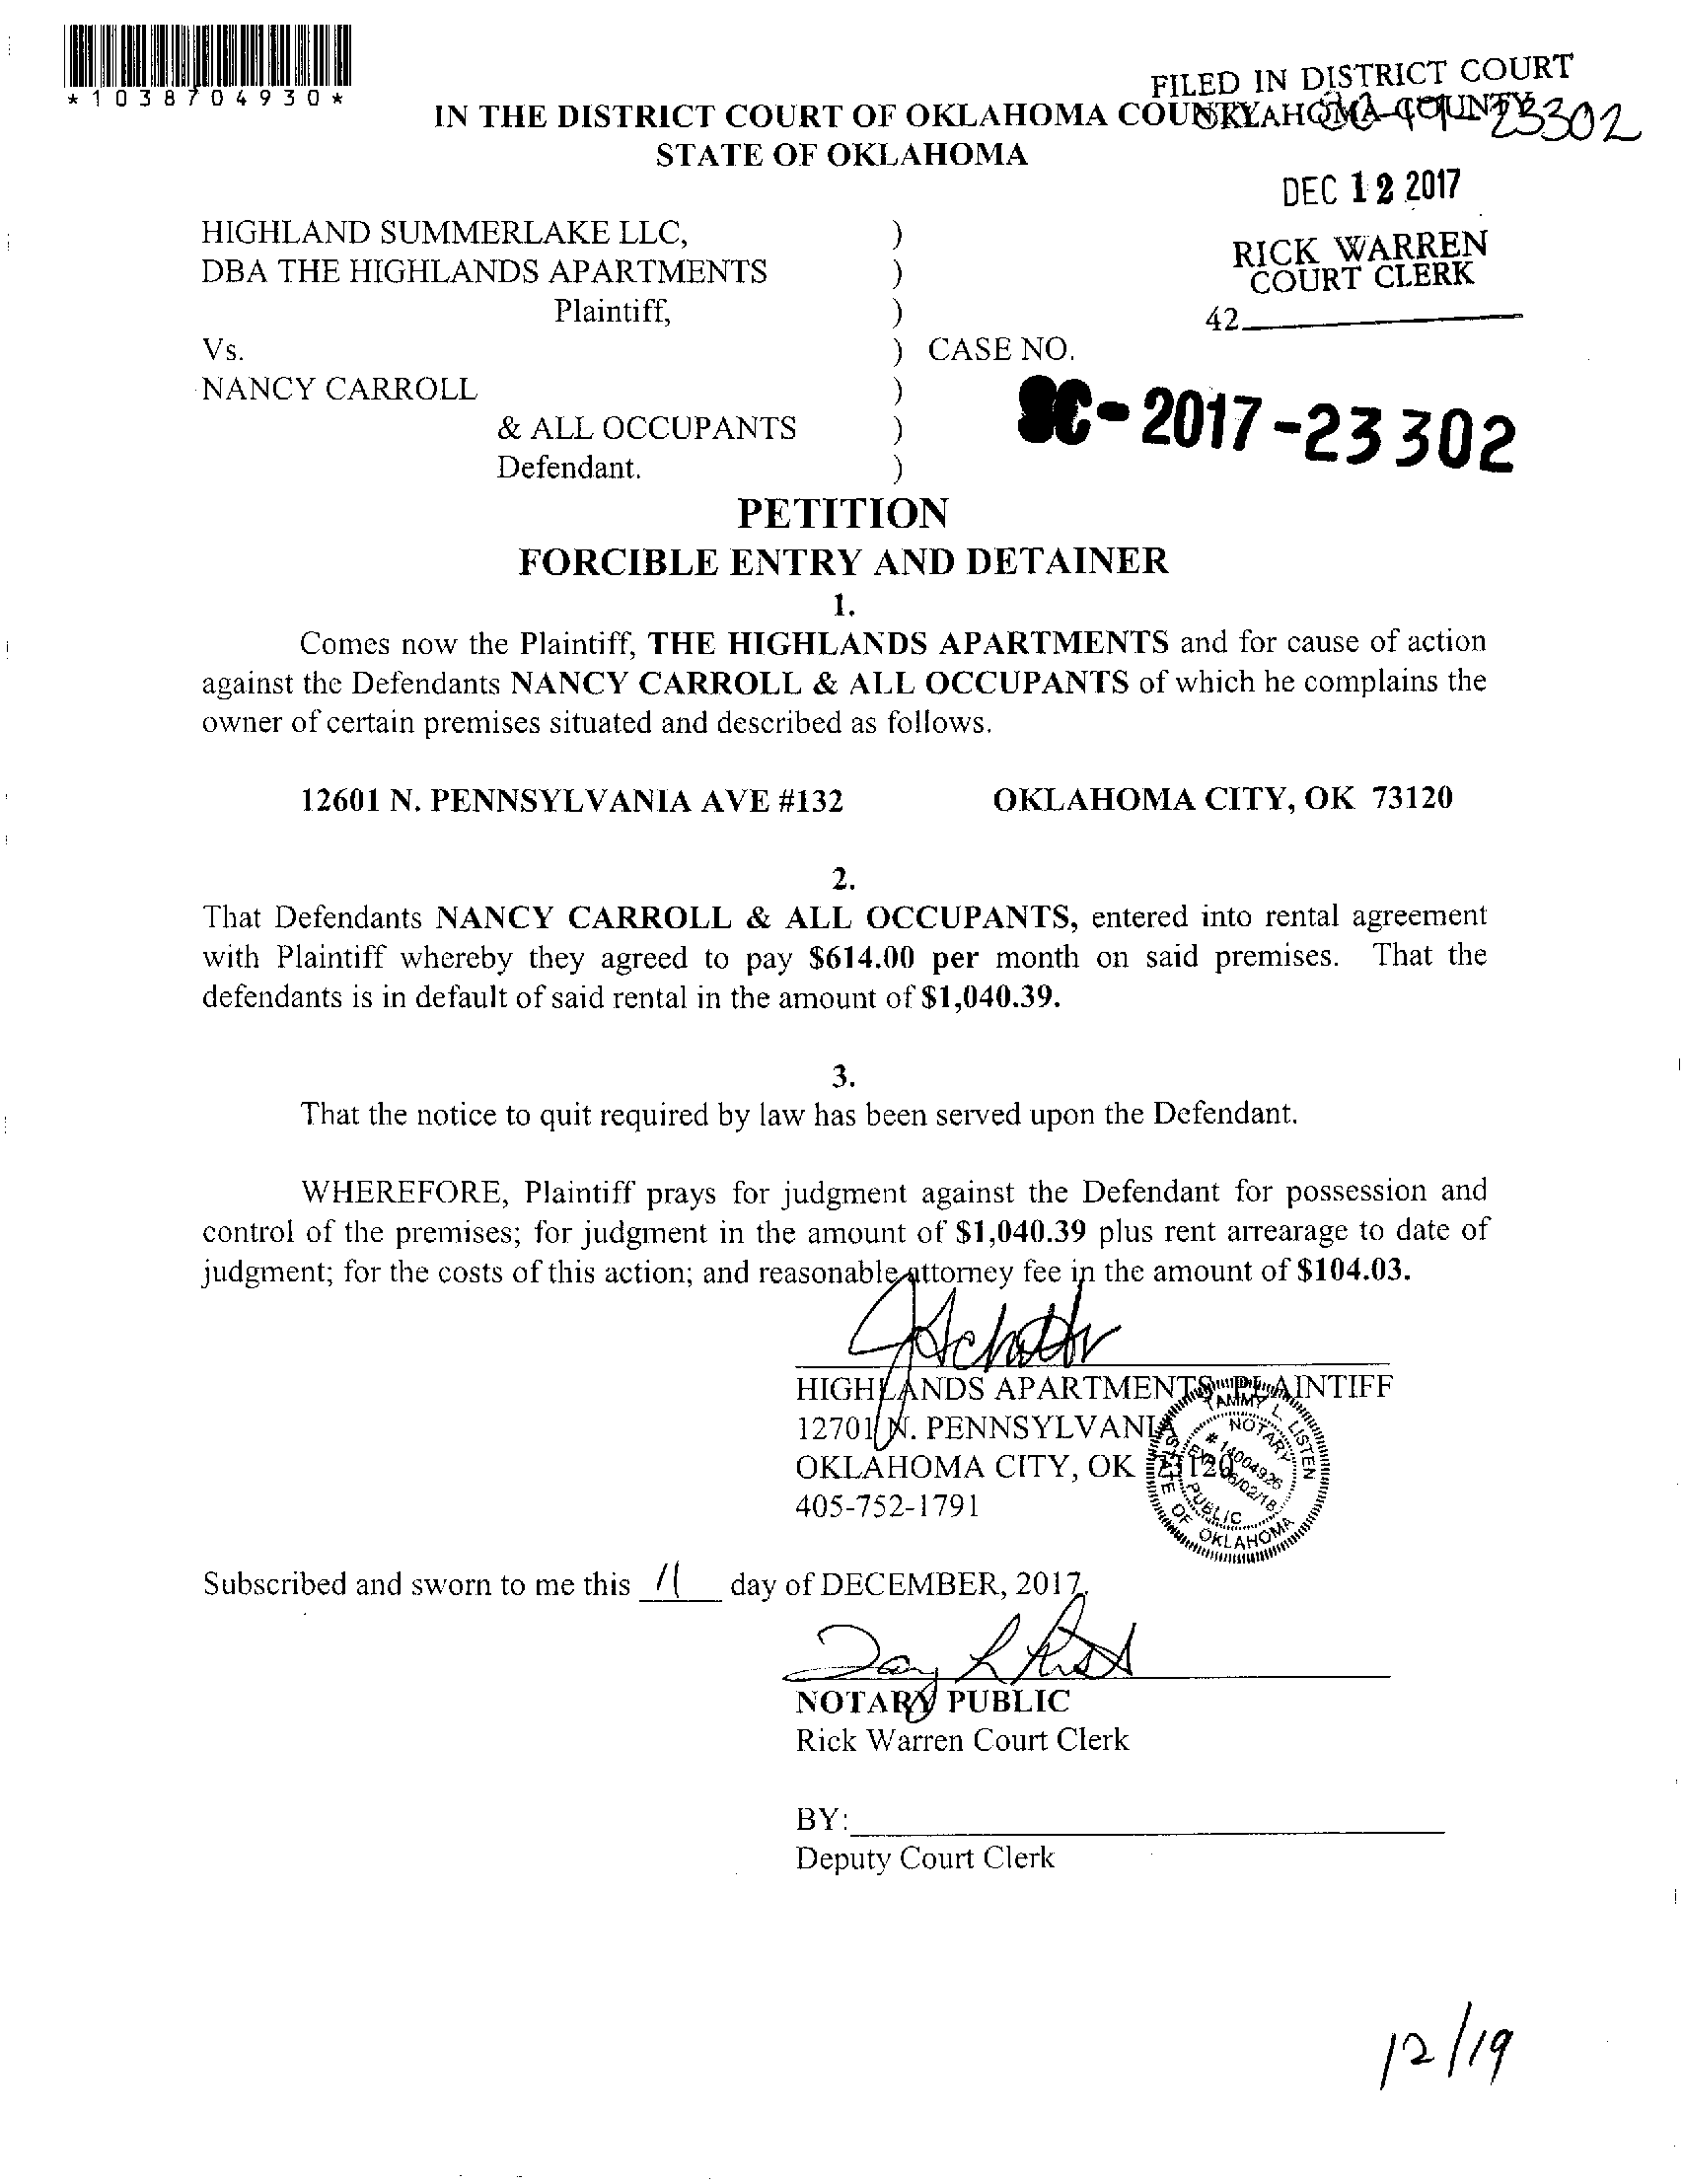 *1038704930*
FILED IN DISTRICT COURT
OKLAHOMA COUNTY
IN THE DISTRICT COURT OF OKLAHOMA COUNTY
23302
STATE OF OKLAHOMA
DEC 12 2017
HIGHLAND SUMMERLAKE LLC, )
DBA THE HIGHLANDS APARTMENTS )
Plaintiff, )
RICK WARREN
COURT CLERK
42
Vs. ) CASE NO.
NANCY CARROLL )
& ALL OCCUPANTS )
Defendant. )
SC-2017-23302
PETITION
FORCIBLE ENTRY AND DETAINER
1.
Comes now the Plaintiff, THE HIGHLANDS APARTMENTS and for cause of action
against the Defendants NANCY CARROLL & ALL OCCUPANTS of which he complains the
owner of certain premises situated and described as follows.
12601 N. PENNSYLVANIA AVE #132 OKLAHOMA CITY, OK 73120
2.
That Defendants NANCY CARROLL & ALL OCCUPANTS, entered into rental agreement
with Plaintiff whereby they agreed to pay $614.00 per month on said premises. That the
defendants is in default of said rental in the amount of $1,040.39.
3.
That the notice to quit required by law has been served upon the Defendant.
WHEREFORE, Plaintiff prays for judgment against the Defendant for possession and
control of the premises; for judgment in the amount of $1,040.39 plus rent arrearage to date of
judgment; for the costs of this action; and reasonable attorney fee in the amount of $104.03.
HIGHLANDS APARTMENTS, PLAINTIFF
12701 N. PENNSYLVANIA
OKLAHOMA CITY, OK 73120
405-752-1791
TAMMY L. LISTEN
NOTARY
# 14004926
EXP. 06/02/18
PUBLIC
STATE OF OKLAHOMA
Subscribed and sworn to me this 11 day of DECEMBER, 2017.
NOTARY PUBLIC
Rick Warren Court Clerk
BY:
Deputy Court Clerk
12/19